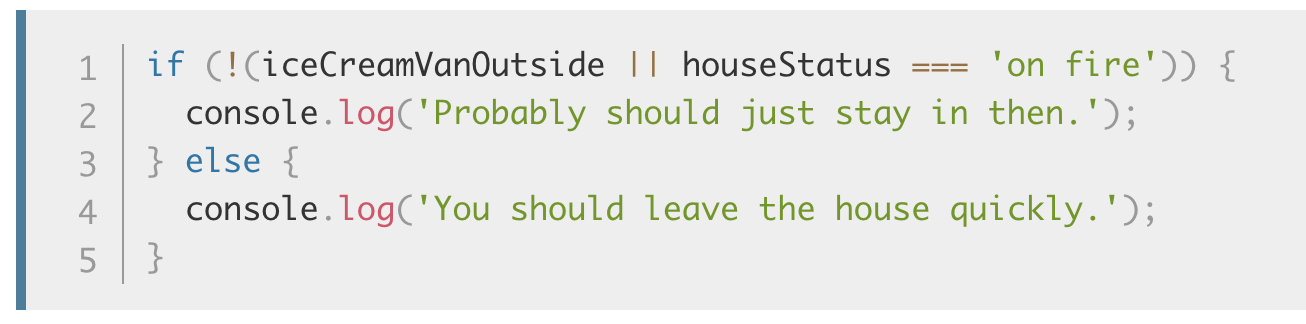 1 if (!(iceCreamVanOutside || houseStatus === 'on fire')) {
2   console.log('Probably should just stay in then.');
3 } else {
4   console.log('You should leave the house quickly.');
5 }